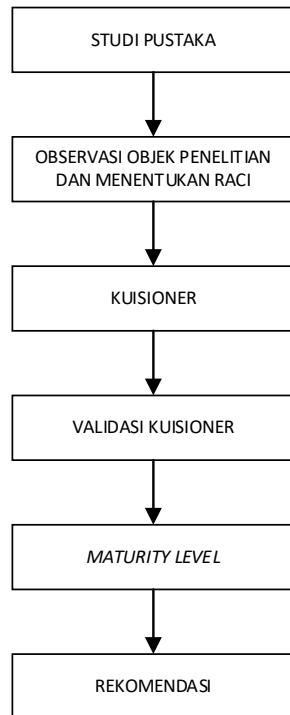 STUDI PUSTAKA
OBSERVASI OBJEK PENELITIAN
DAN MENENTUKAN RACI
KUISIONER
VALIDASI KUISIONER
MATURITY LEVEL
REKOMENDASI